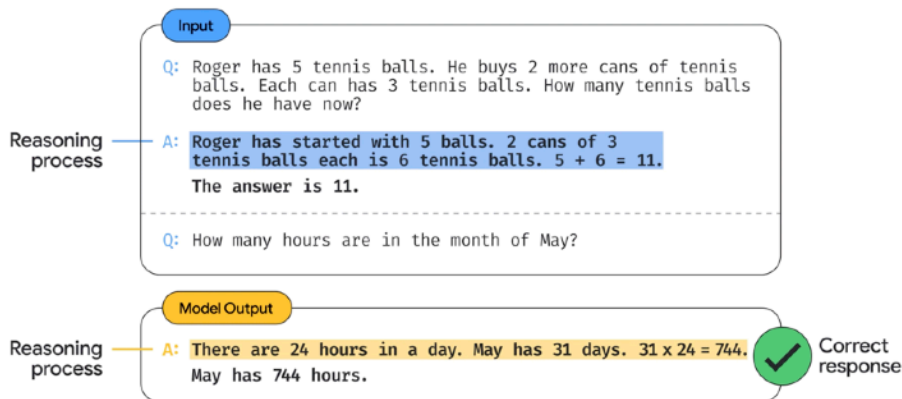 Input
Q: Roger has 5 tennis balls. He buys 2 more cans of tennis
balls. Each can has 3 tennis balls. How many tennis balls
does he have now?
Reasoning
process
A: Roger has started with 5 balls. 2 cans of 3
tennis balls each is 6 tennis balls. 5 + 6 = 11.
The answer is 11.
Q: How many hours are in the month of May?
Model Output
Reasoning
process
A: There are 24 hours in a day. May has 31 days. 31 x 24 = 744.
May has 744 hours.
Correct
response